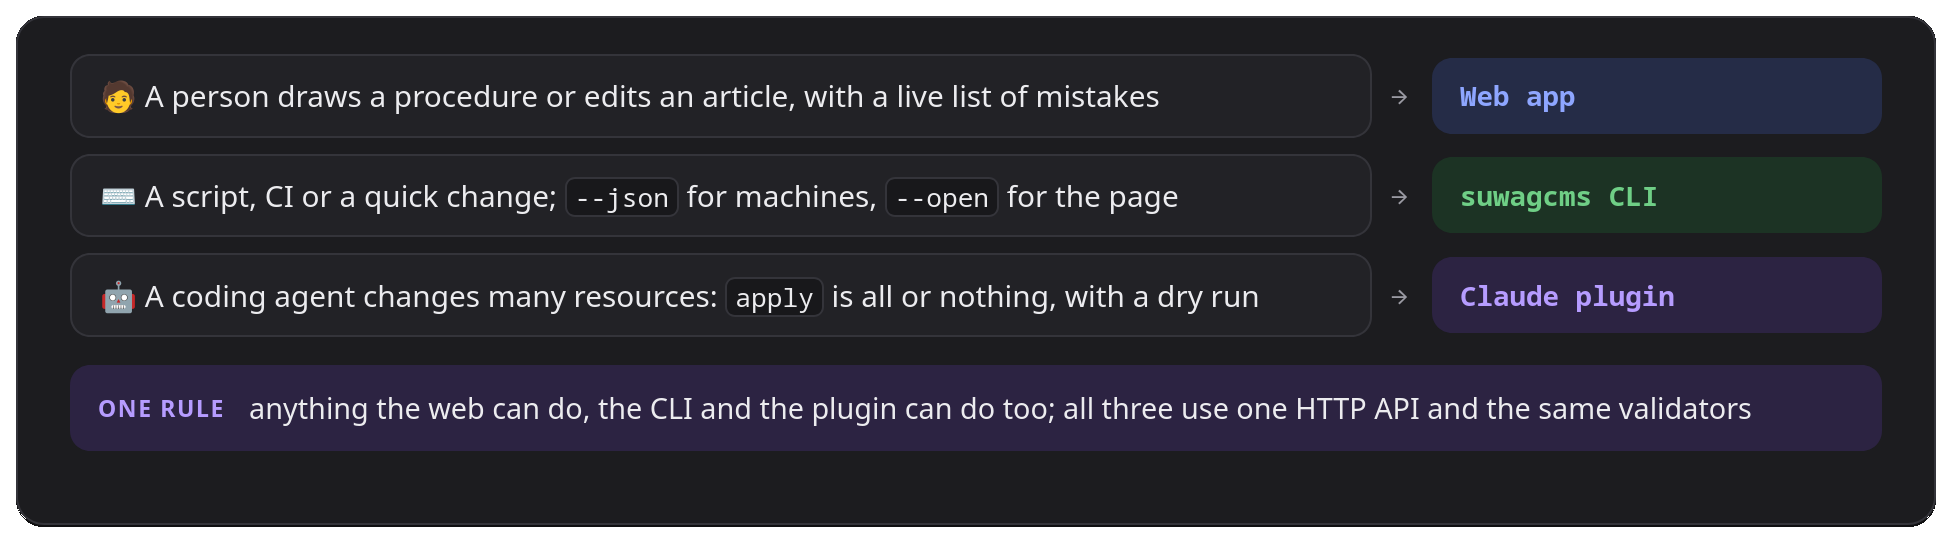 🧑 A person draws a procedure or edits an article, with a live list of mistakes → Web app
⌨️ A script, CI or a quick change; --json for machines, --open for the page → suwagcms CLI
🤖 A coding agent changes many resources: apply is all or nothing, with a dry run → Claude plugin
ONE RULE anything the web can do, the CLI and the plugin can do too; all three use one HTTP API and the same validators